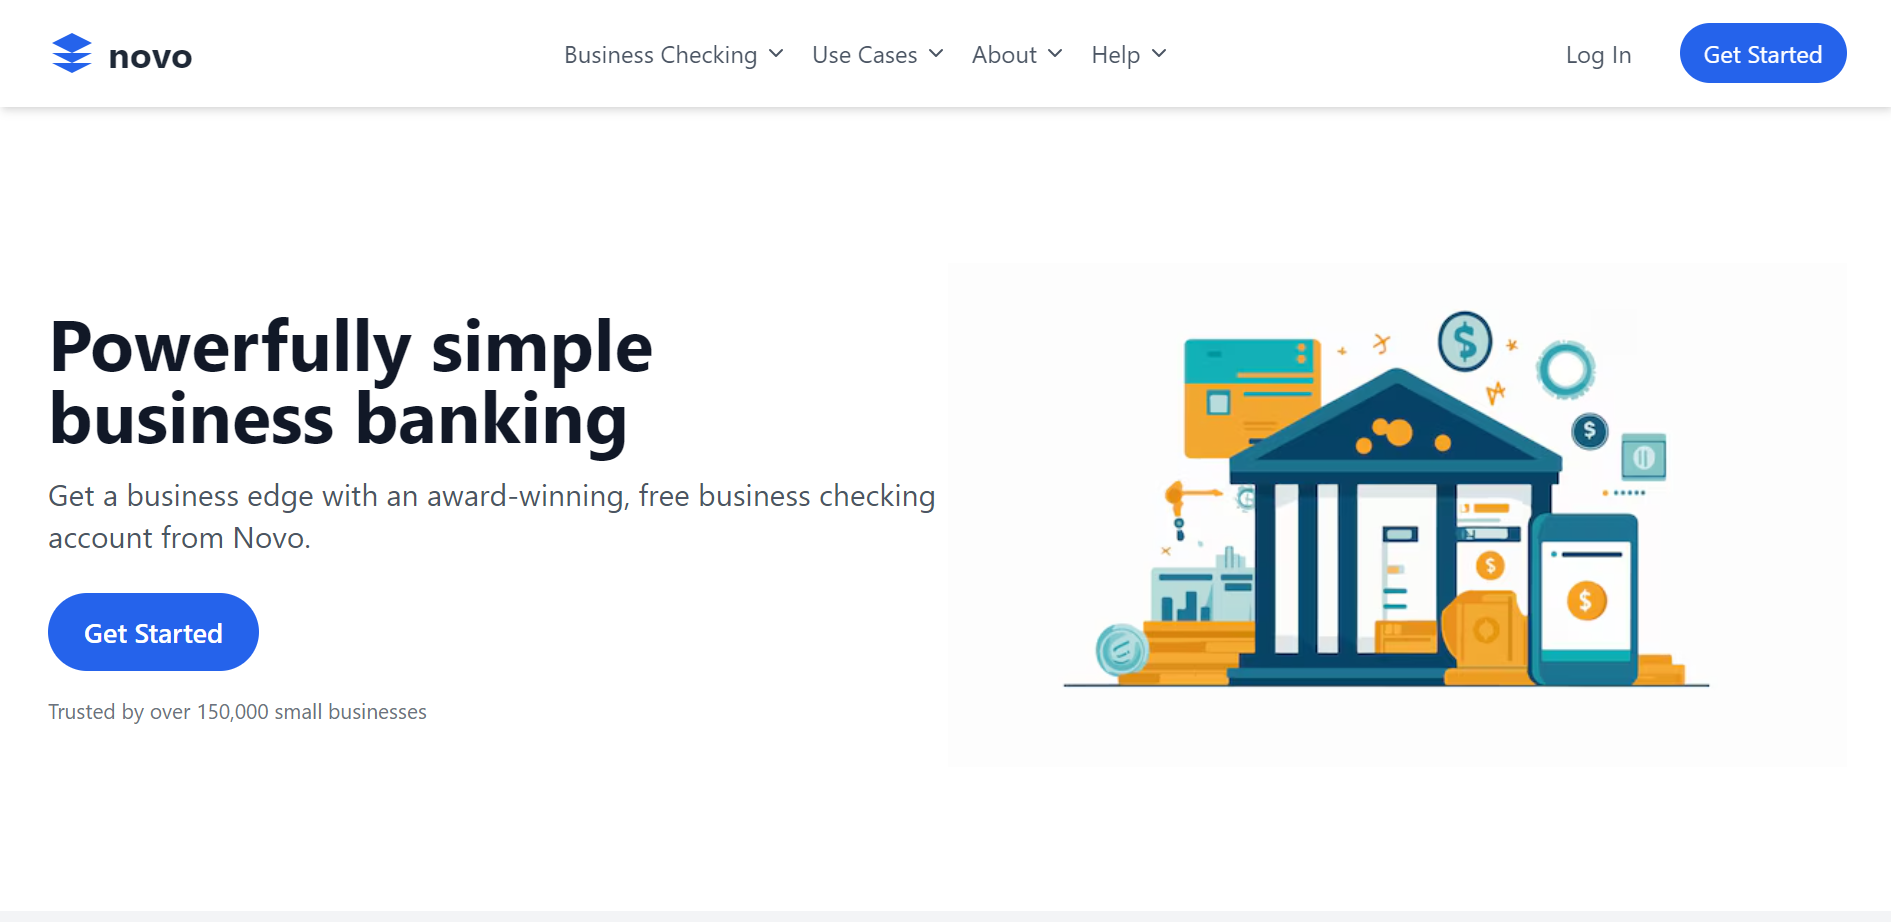 novo
Business Checking
Use Cases
About
Help
Log In
Get Started
Powerfully simple
business banking
Get a business edge with an award-winning, free business checking
account from Novo.
Get Started
Trusted by over 150,000 small businesses
$
$
$
$